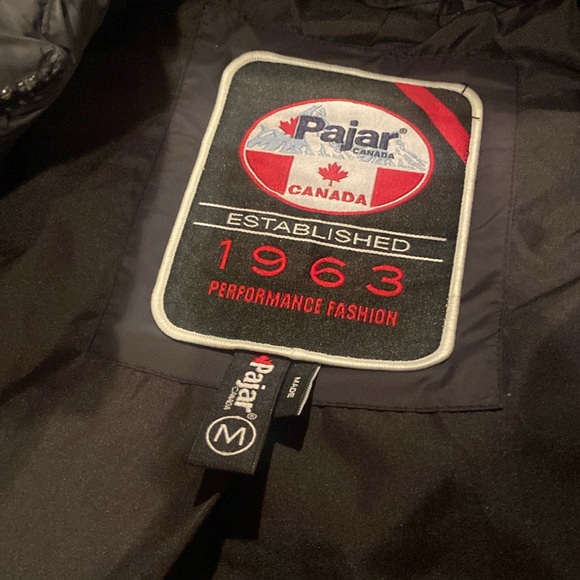 Pajar®
CANADA
CANADA
ESTABLISHED
1963
PERFORMANCE FASHION
Pajar®
CANADA
M
MADE